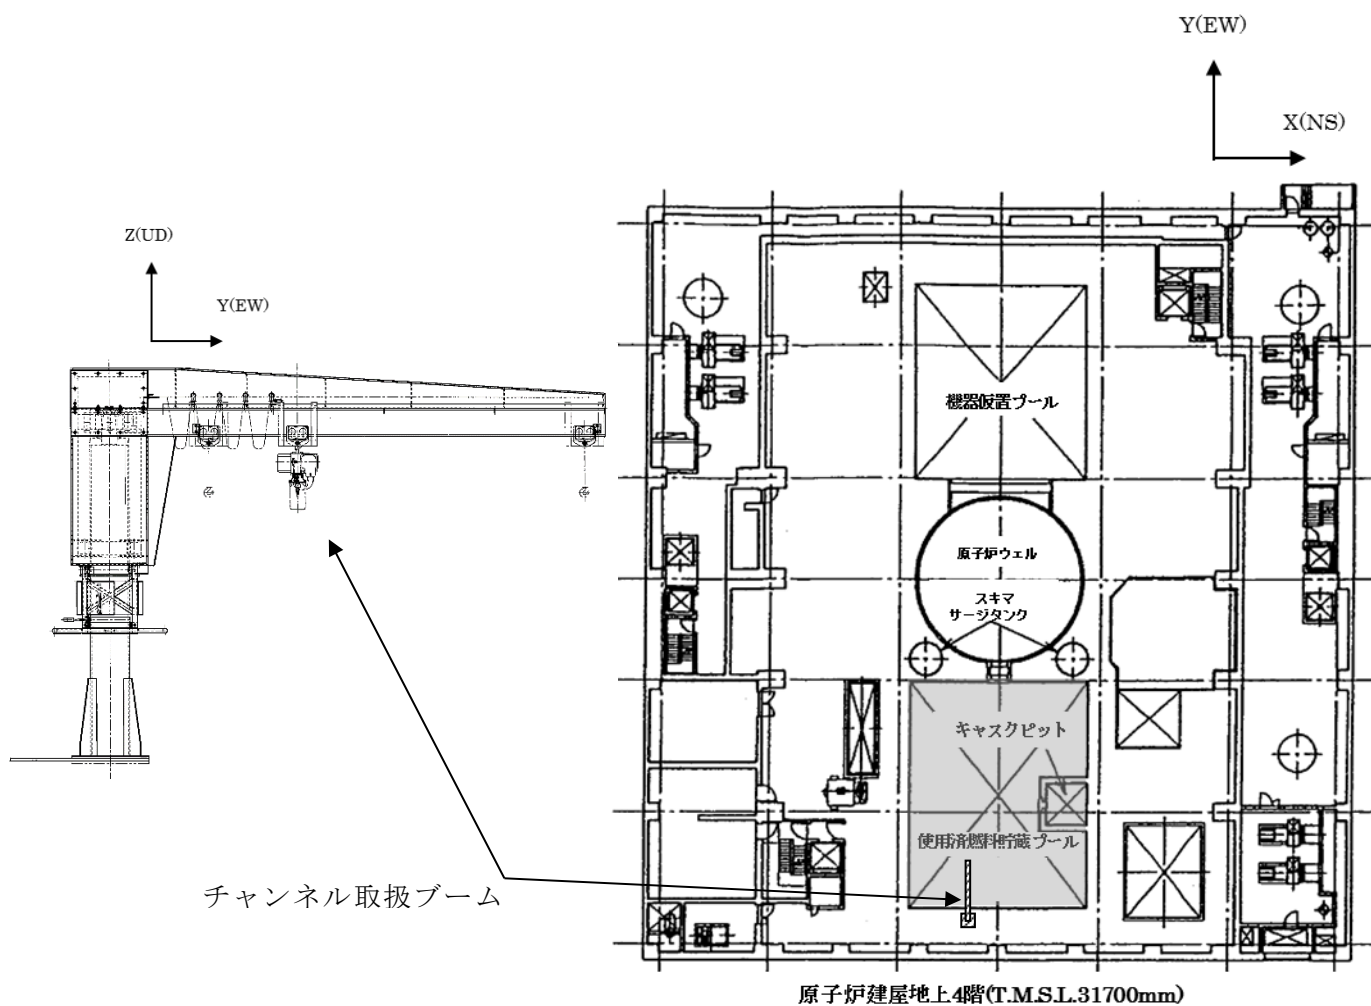 Y(EW)
X(NS)
Z(UD)
Y(EW)
機器仮置プール
原子炉ウェル
スキマ
サージタンク
キャスクピット
使用済燃料貯蔵プール
チャンネル取扱ブーム
原子炉建屋地上4階(T.M.S.L.31700mm)